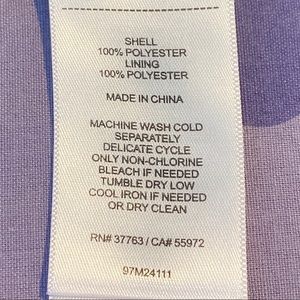 SHELL
100% POLYESTER
LINING
100% POLYESTER
MADE IN CHINA
MACHINE WASH COLD
SEPARATELY
DELICATE CYCLE
ONLY NON-CHLORINE
BLEACH IF NEEDED
TUMBLE DRY LOW
COOL IRON IF NEEDED
OR DRY CLEAN
RN# 37763 / CA# 55972
97M24111